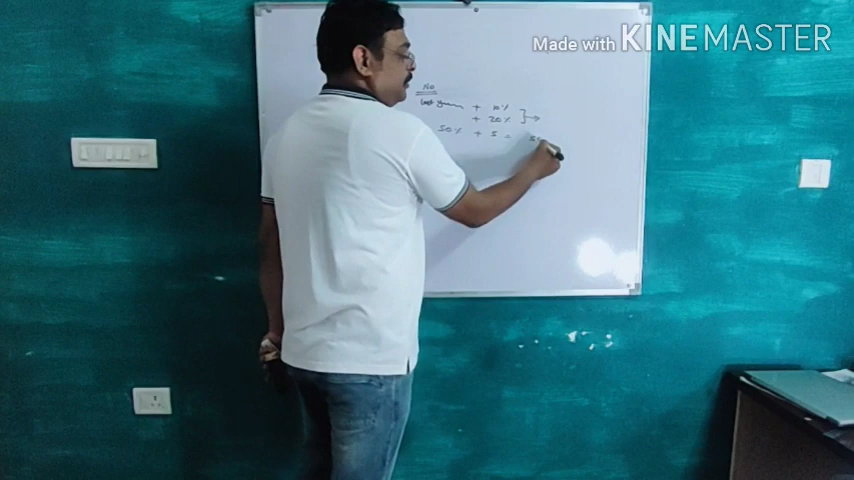 Made with KINEMASTER
NO
Last year + 10%
+ 20%
50% + 5 =